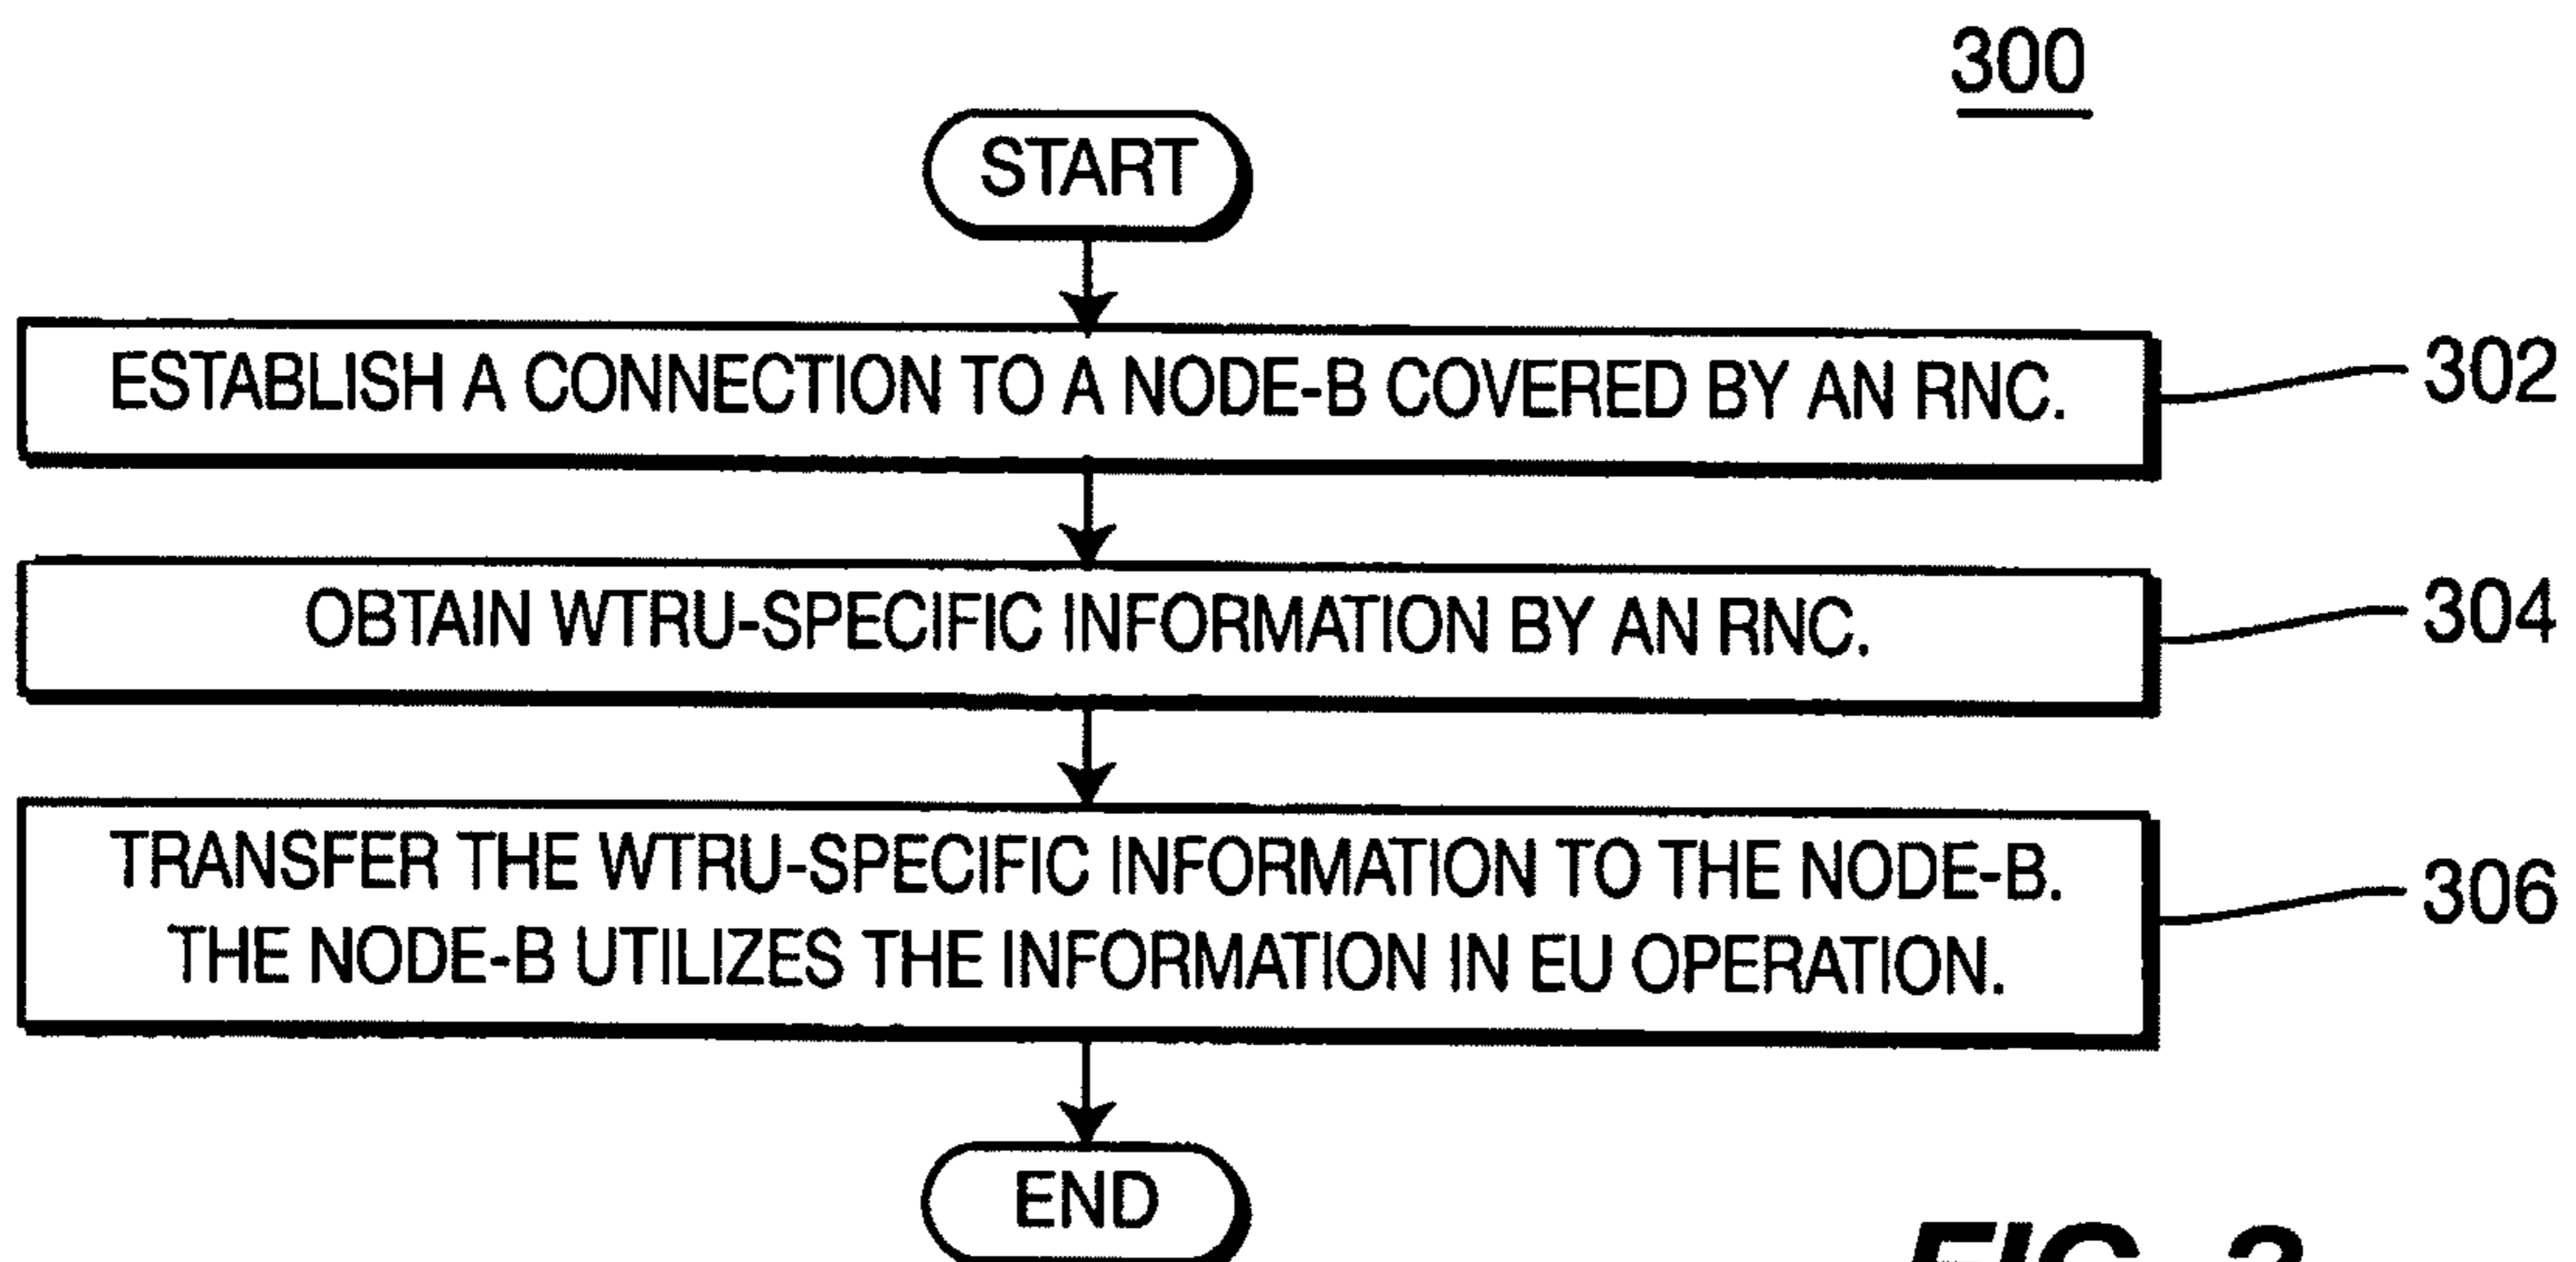 300
START
ESTABLISH A CONNECTION TO A NODE-B COVERED BY AN RNC.
302
OBTAIN WTRU-SPECIFIC INFORMATION BY AN RNC.
304
TRANSFER THE WTRU-SPECIFIC INFORMATION TO THE NODE-B.
THE NODE-B UTILIZES THE INFORMATION IN EU OPERATION.
306
END
FIG.